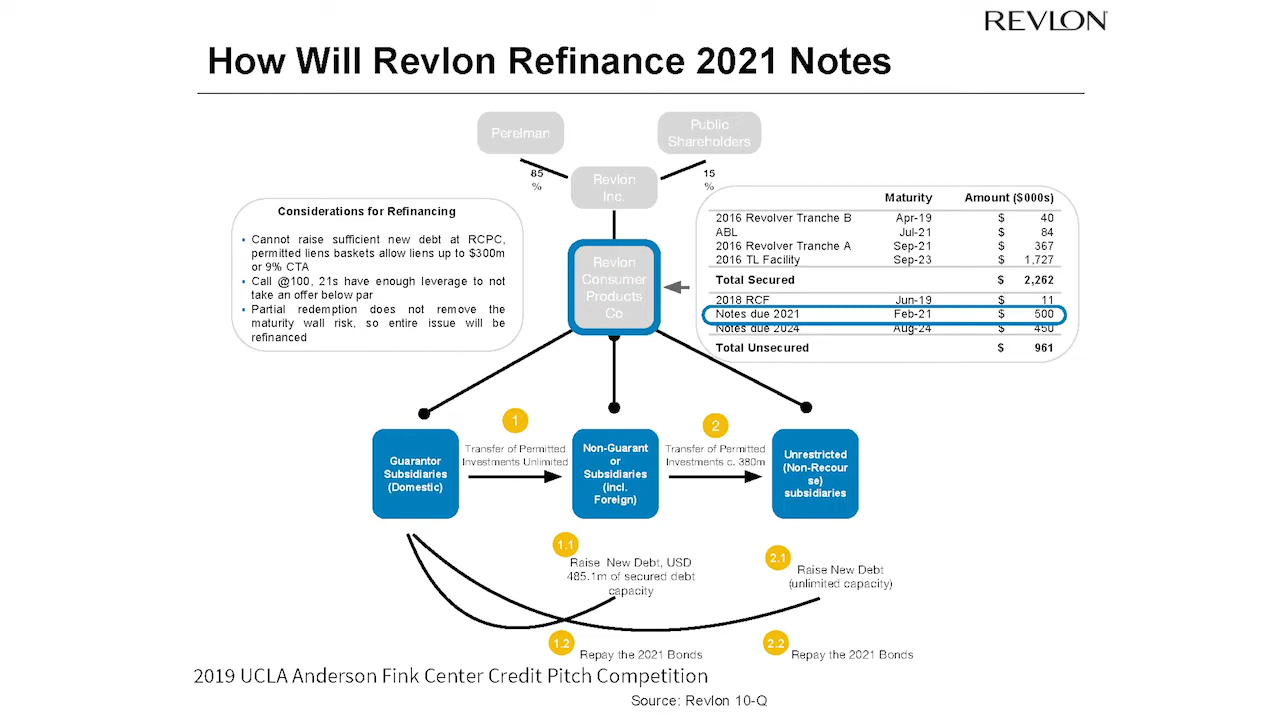 REVLON
How Will Revlon Refinance 2021 Notes
Perelman
Public
Shareholders
85
%
15
%
Revlon
Inc.
Considerations for Refinancing
▪ Cannot raise sufficient new debt at RCPC,
permitted liens baskets allow liens up to $300m
or 9% CTA
▪ Call @100, 21s have enough leverage to not
take an offer below par
▪ Partial redemption does not remove the
maturity wall risk, so entire issue will be
refinanced
Revlon
Consumer
Products
Co
Maturity Amount ($000s)
2016 Revolver Tranche B Apr-19 $ 40
ABL Jul-21 $ 84
2016 Revolver Tranche A Sep-21 $ 367
2016 TL Facility Sep-23 $ 1,727
Total Secured $ 2,262
2018 RCF Jun-19 $ 11
Notes due 2021 Feb-21 $ 500
Notes due 2024 Aug-24 $ 450
Total Unsecured $ 961
Guarantor
Subsidiaries
(Domestic)
1
Transfer of Permitted
Investments Unlimited
Non-Guarant
or
Subsidiaries
(incl.
Foreign)
2
Transfer of Permitted
Investments c. 380m
Unrestricted
(Non-Recour
se)
subsidiaries
1.1
Raise New Debt, USD
485.1m of secured debt
capacity
2.1
Raise New Debt
(unlimited capacity)
1.2
Repay the 2021 Bonds
2.2
Repay the 2021 Bonds
2019 UCLA Anderson Fink Center Credit Pitch Competition
Source: Revlon 10-Q